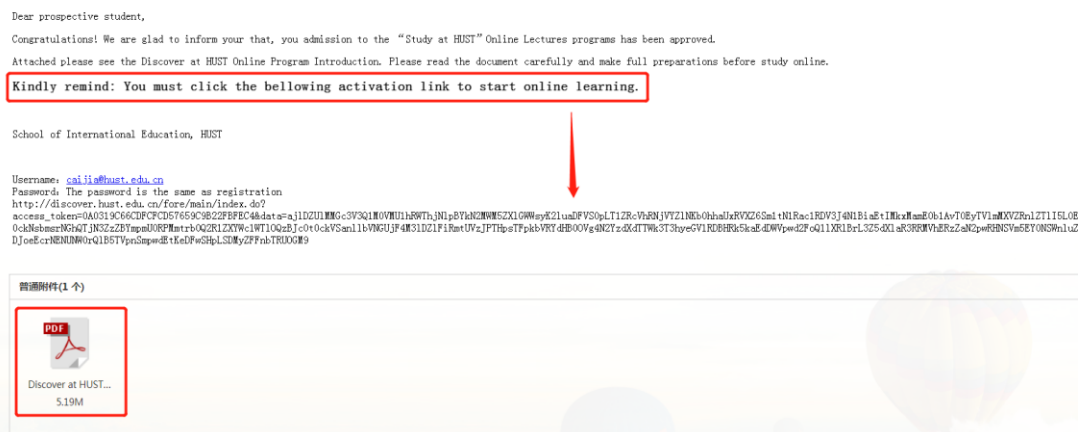 Dear prospective student,
Congratulations! We are glad to inform your that, you admission to the “Study at HUST”Online Lectures programs has been approved.
Attached please see the Discover at HUST Online Program Introduction. Please read the document carefully and make full preparations before study online.
Kindly remind: You must click the bellowing activation link to start online learning.
School of International Education, HUST
Username: caijia@hust.edu.cn
Password: The password is the same as registration
http://discover.hust.edu.cn/fore/main/index.do?
普通附件(1 个)
PDF
Discover at HUST...
5.19M